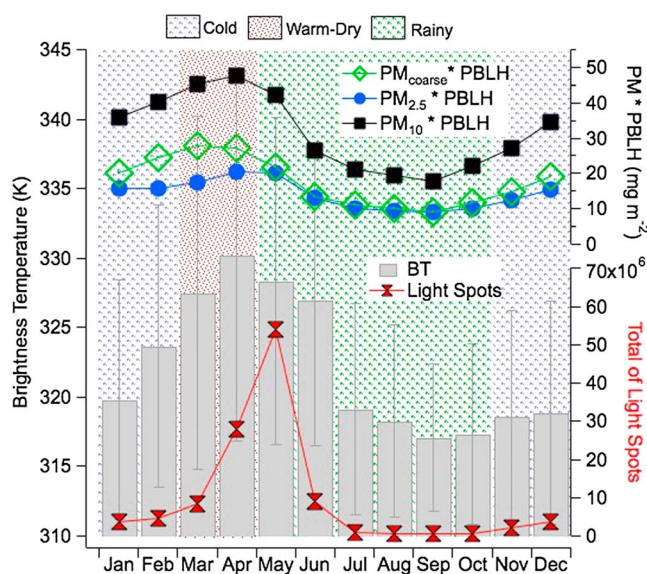 Cold Warm-Dry Rainy
345
340
335
330
325
320
315
310
Brightness Temperature (K)
PMcoarse* PBLH
PM2.5 * PBLH
PM10 * PBLH
50
40
30
20
10
0
PM * PBLH (mg m-2)
BT
Light Spots
70x10^6
60
50
40
30
20
10
0
Total of Light Spots
Jan Feb Mar Apr May Jun Jul Aug Sep Oct Nov Dec